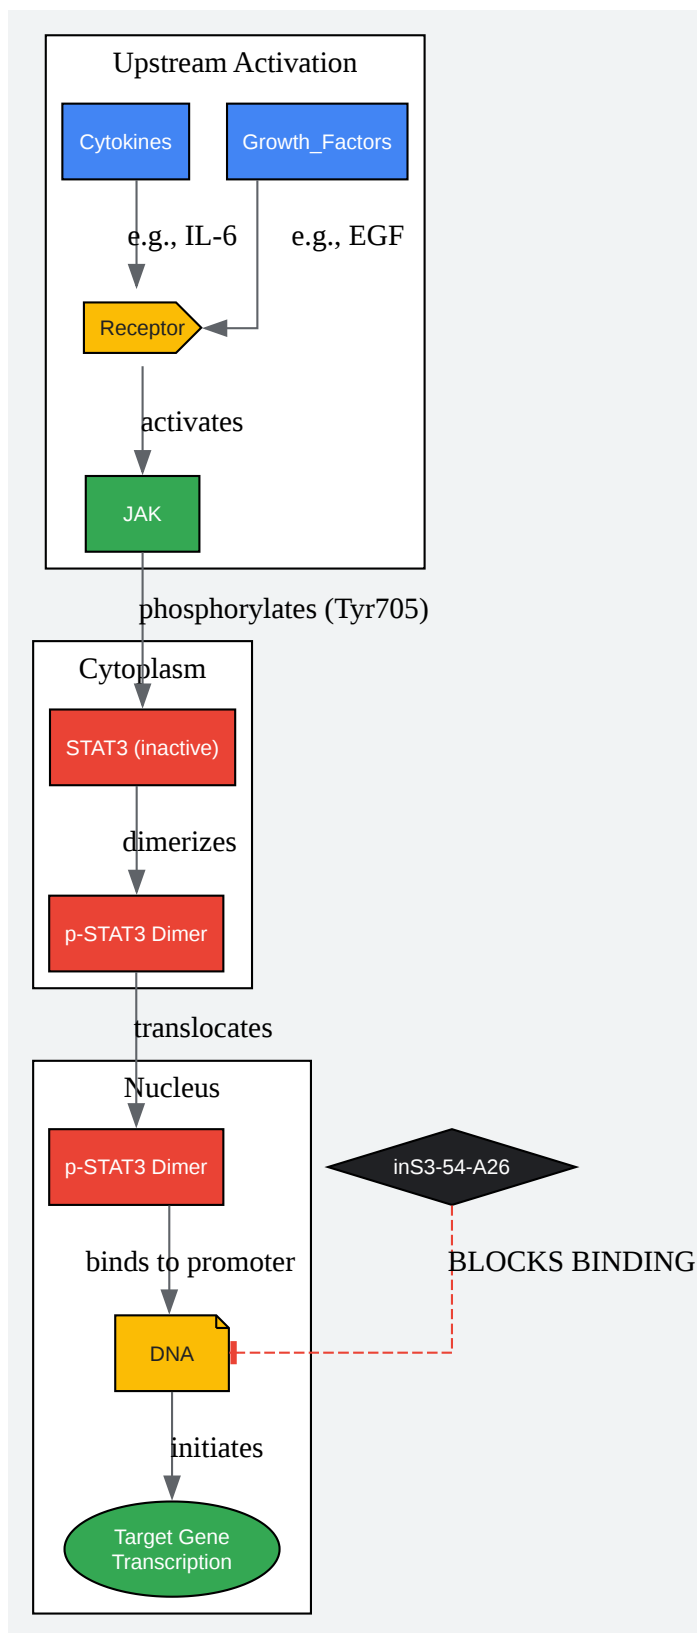 Upstream Activation
Cytokines
Growth_Factors
e.g., IL-6
e.g., EGF
Receptor
activates
JAK
phosphorylates (Tyr705)
Cytoplasm
STAT3 (inactive)
dimerizes
p-STAT3 Dimer
translocates
Nucleus
p-STAT3 Dimer
inS3-54-A26
binds to promoter
BLOCKS BINDING
DNA
initiates
Target Gene
Transcription